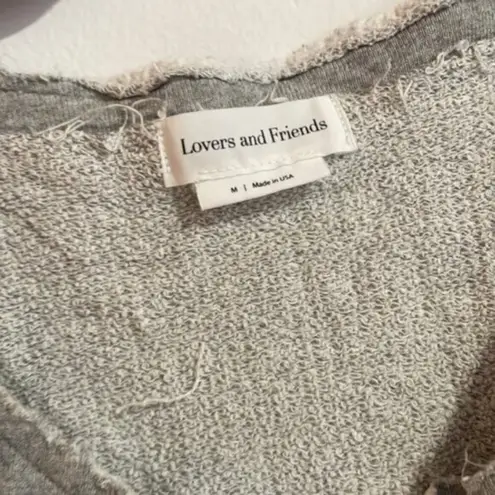 Lovers and Friends
M | Made in USA